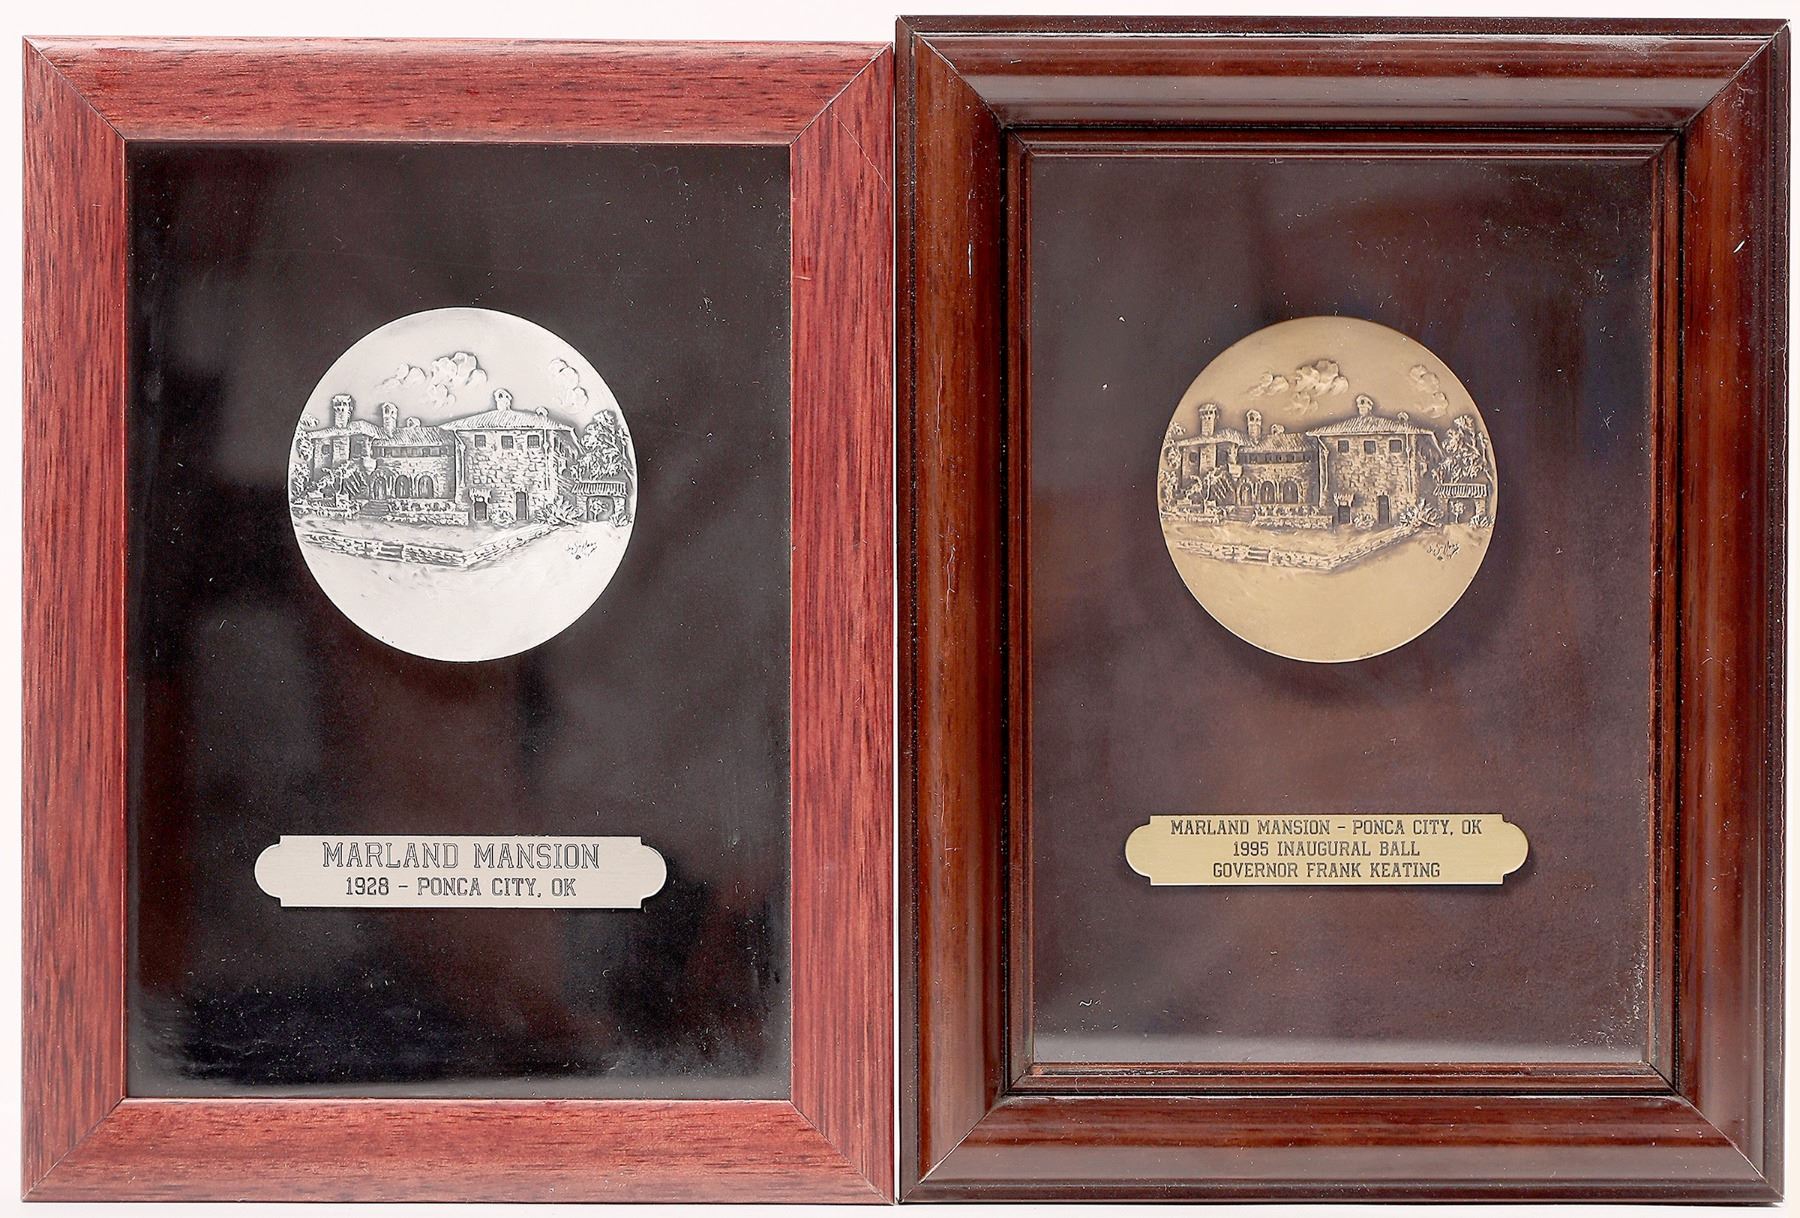 MARLAND MANSION
1928 - PONCA CITY, OK
MARLAND MANSION - PONCA CITY, OK
1995 INAUGURAL BALL
GOVERNOR FRANK KEATING